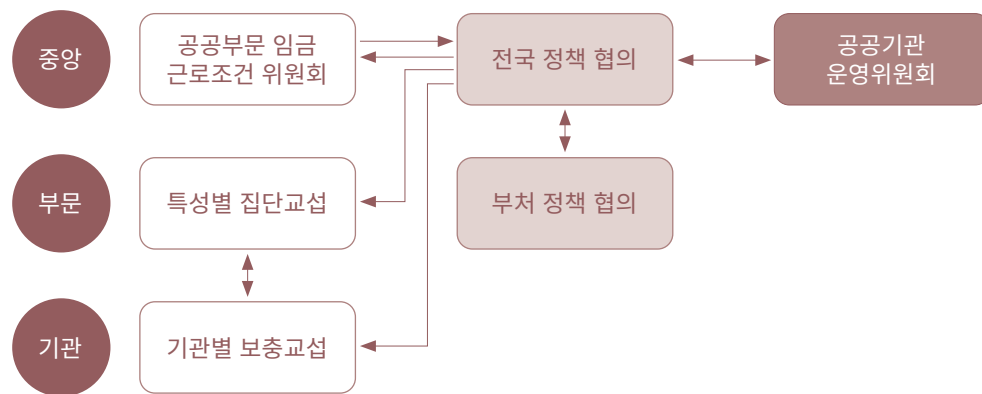 중앙
공공부문 임금
근로조건 위원회
전국 정책 협의
공공기관
운영위원회
부문
특성별 집단교섭
부처 정책 협의
기관
기관별 보충교섭